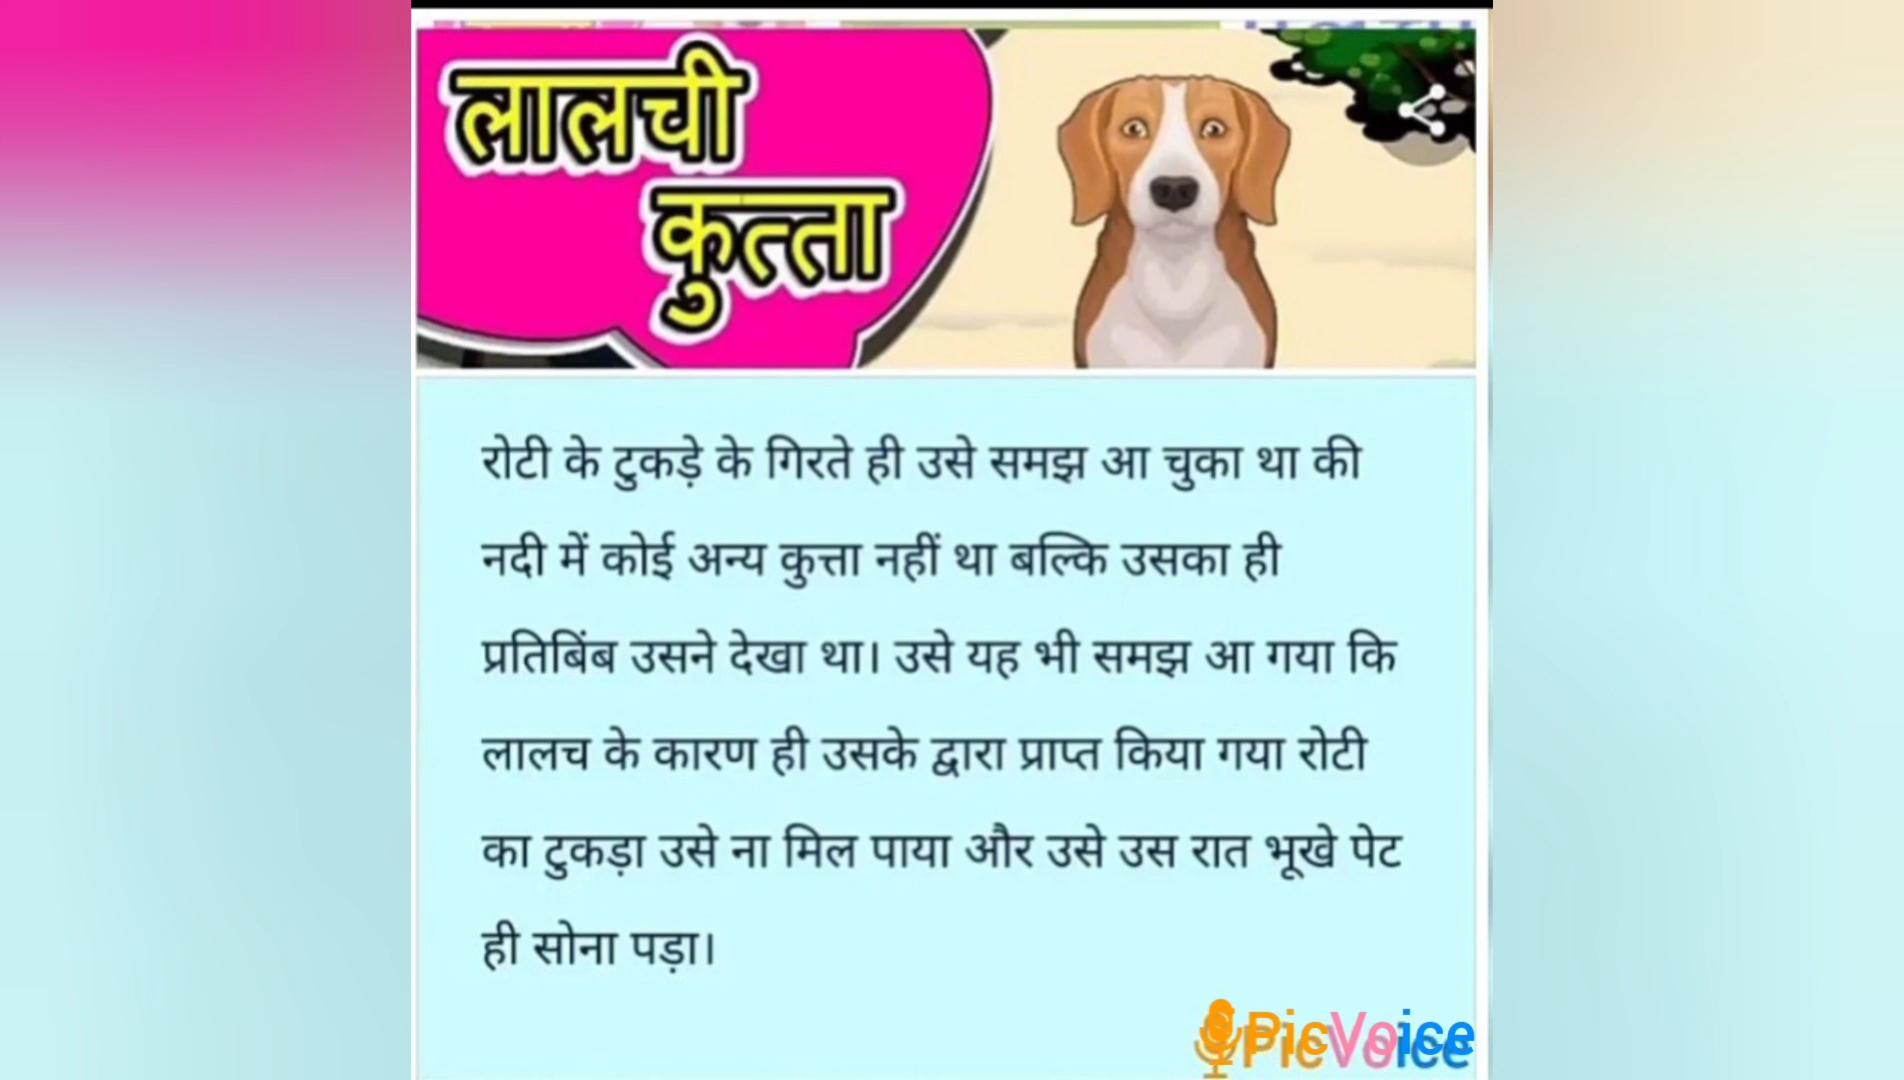 लालची
कुत्ता
रोटी के टुकड़े के गिरते ही उसे समझ आ चुका था की
नदी में कोई अन्य कुत्ता नहीं था बल्कि उसका ही
प्रतिबिंब उसने देखा था। उसे यह भी समझ आ गया कि
लालच के कारण ही उसके द्वारा प्राप्त किया गया रोटी
का टुकड़ा उसे ना मिल पाया और उसे उस रात भूखे पेट
ही सोना पड़ा।
PicVoice